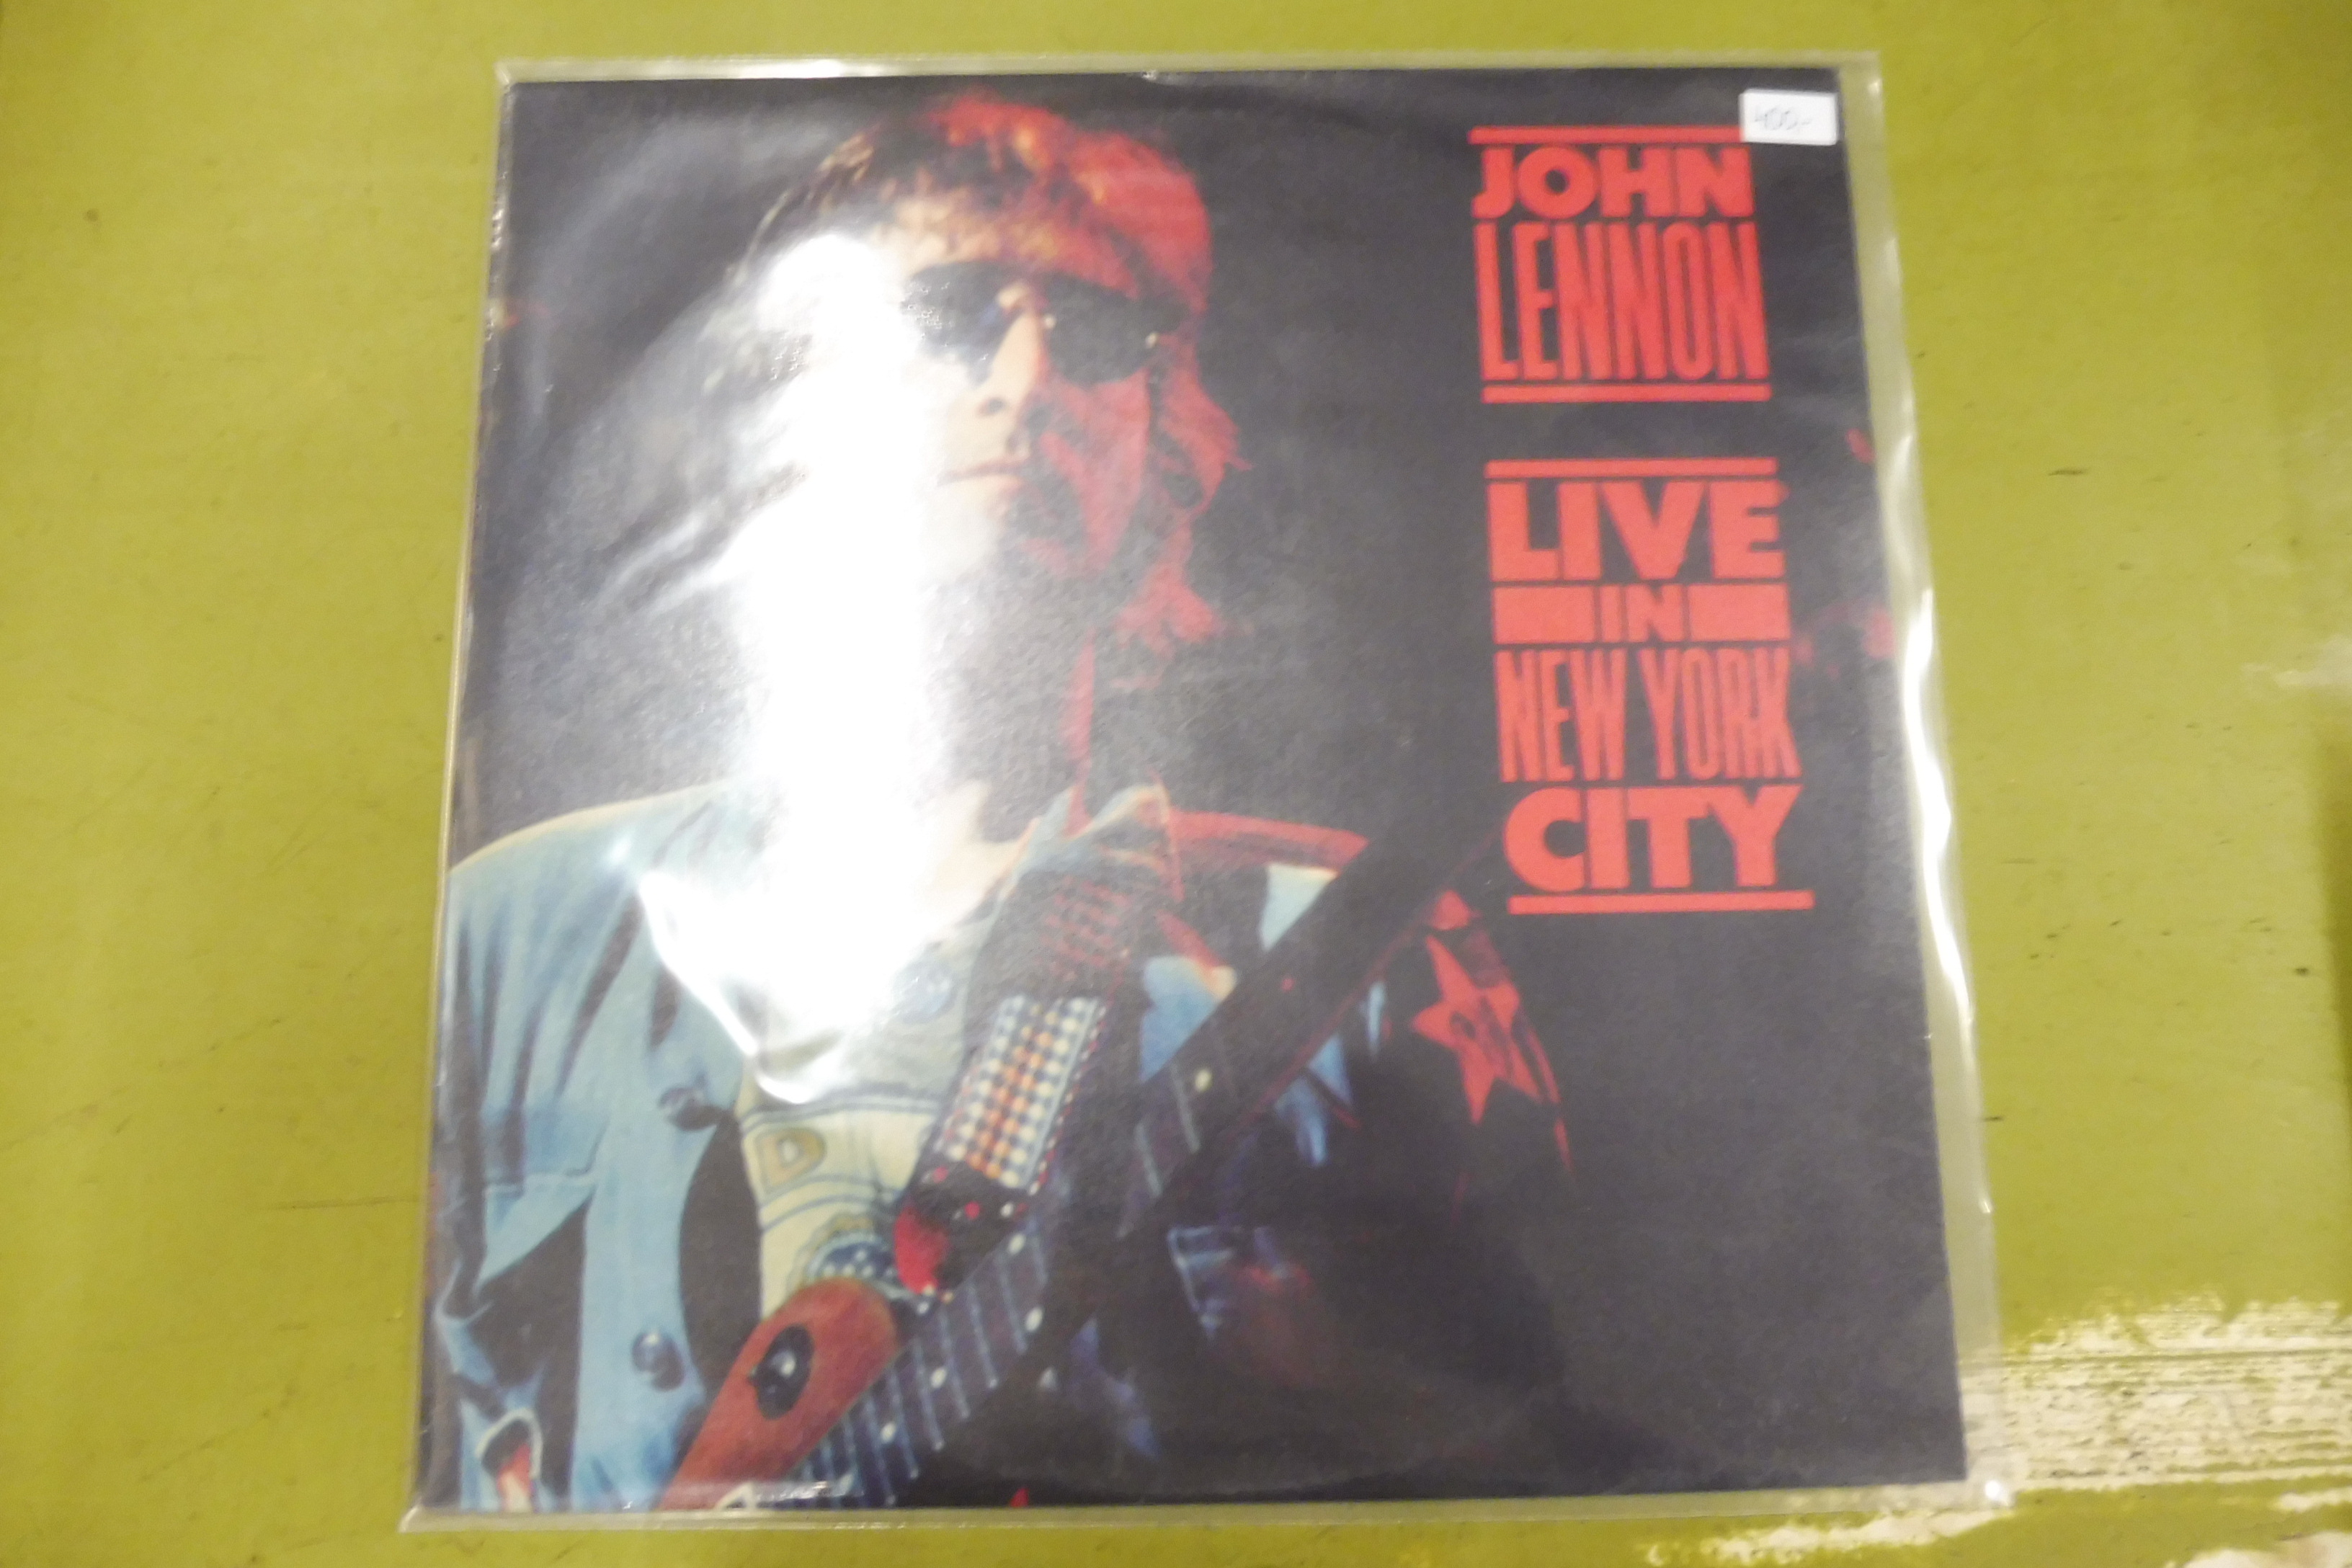 400,-
JOHN
LENNON
LIVE
IN
NEW YORK
CITY
D